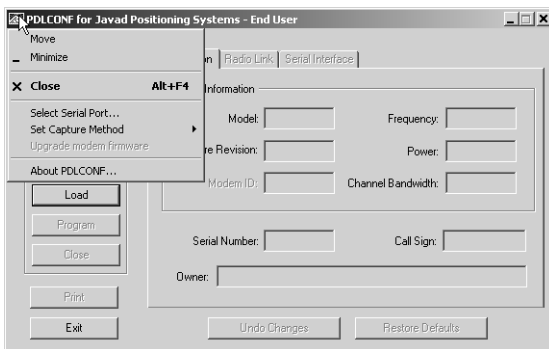 PDLCONF for Javad Positioning Systems - End User
Move
Minimize
Close Alt+F4
Select Serial Port...
Set Capture Method
Upgrade modem firmware
About PDLCONF...
Radio Link
Serial Interface
Information
Model:
Frequency:
Revision:
Power:
Modem ID:
Channel Bandwidth:
Load
Program
Close
Serial Number:
Call Sign:
Owner:
Print
Exit
Undo Changes
Restore Defaults